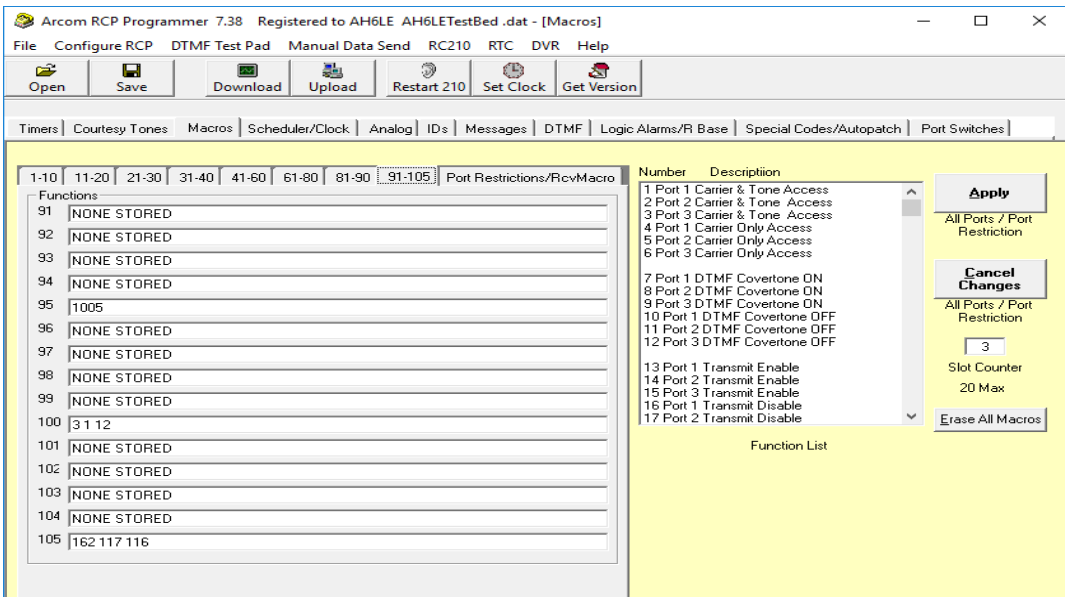 Arcom RCP Programmer 7.38 Registered to AH6LE AH6LETestBed .dat - [Macros]
File Configure RCP DTMF Test Pad Manual Data Send RC210 RTC DVR Help
Open Save Download Upload Restart 210 Set Clock Get Version
Timers Courtesy Tones Macros Scheduler/Clock Analog IDs Messages DTMF Logic Alarms/R Base Special Codes/Autopatch Port Switches
1-10 11-20 21-30 31-40 41-60 61-80 81-90 91-105 Port Restrictions/RcvMacro
Functions
91 NONE STORED
92 NONE STORED
93 NONE STORED
94 NONE STORED
95 1005
96 NONE STORED
97 NONE STORED
98 NONE STORED
99 NONE STORED
100 3 1 12
101 NONE STORED
102 NONE STORED
103 NONE STORED
104 NONE STORED
105 162 117 116
Number Descriptiion
1 Port 1 Carrier & Tone Access
2 Port 2 Carrier & Tone Access
3 Port 3 Carrier & Tone Access
4 Port 1 Carrier Only Access
5 Port 2 Carrier Only Access
6 Port 3 Carrier Only Access
7 Port 1 DTMF Covertone ON
8 Port 2 DTMF Covertone ON
9 Port 3 DTMF Covertone ON
10 Port 1 DTMF Covertone OFF
11 Port 2 DTMF Covertone OFF
12 Port 3 DTMF Covertone OFF
13 Port 1 Transmit Enable
14 Port 2 Transmit Enable
15 Port 3 Transmit Enable
16 Port 1 Transmit Disable
17 Port 2 Transmit Disable
Function List
Apply
All Ports / Port
Restriction
Cancel
Changes
All Ports / Port
Restriction
3
Slot Counter
20 Max
Erase All Macros